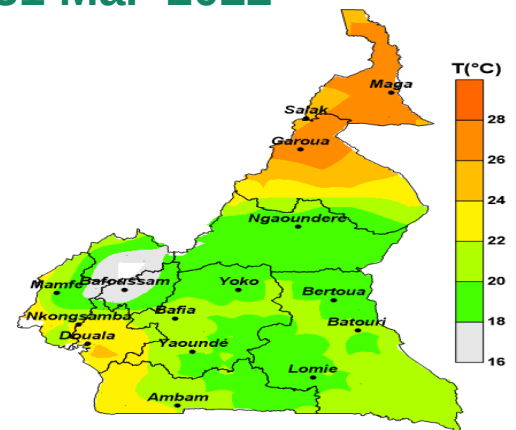 Mar 2022
T(°C)
Maga
Salak
28
Garoua
26
24
Ngaoundere
22
Mamfe
Bafoussam
Yoko
Bertoua
20
Nkongsamba
Bafia
Batouri
18
Douala
Yaoundé
Lomie
16
Ambam